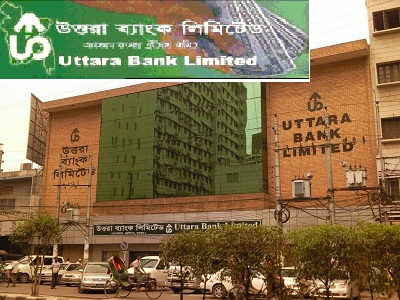 উত্তরা ব্যাংক লিমিটেড
Uttara Bank Limited
উত্তরা
ব্যাংক
লিমিটেড
UTTARA
BANK
LIMITED
উত্তরা ব্যাংক লিমিটেড Uttara Bank Limited